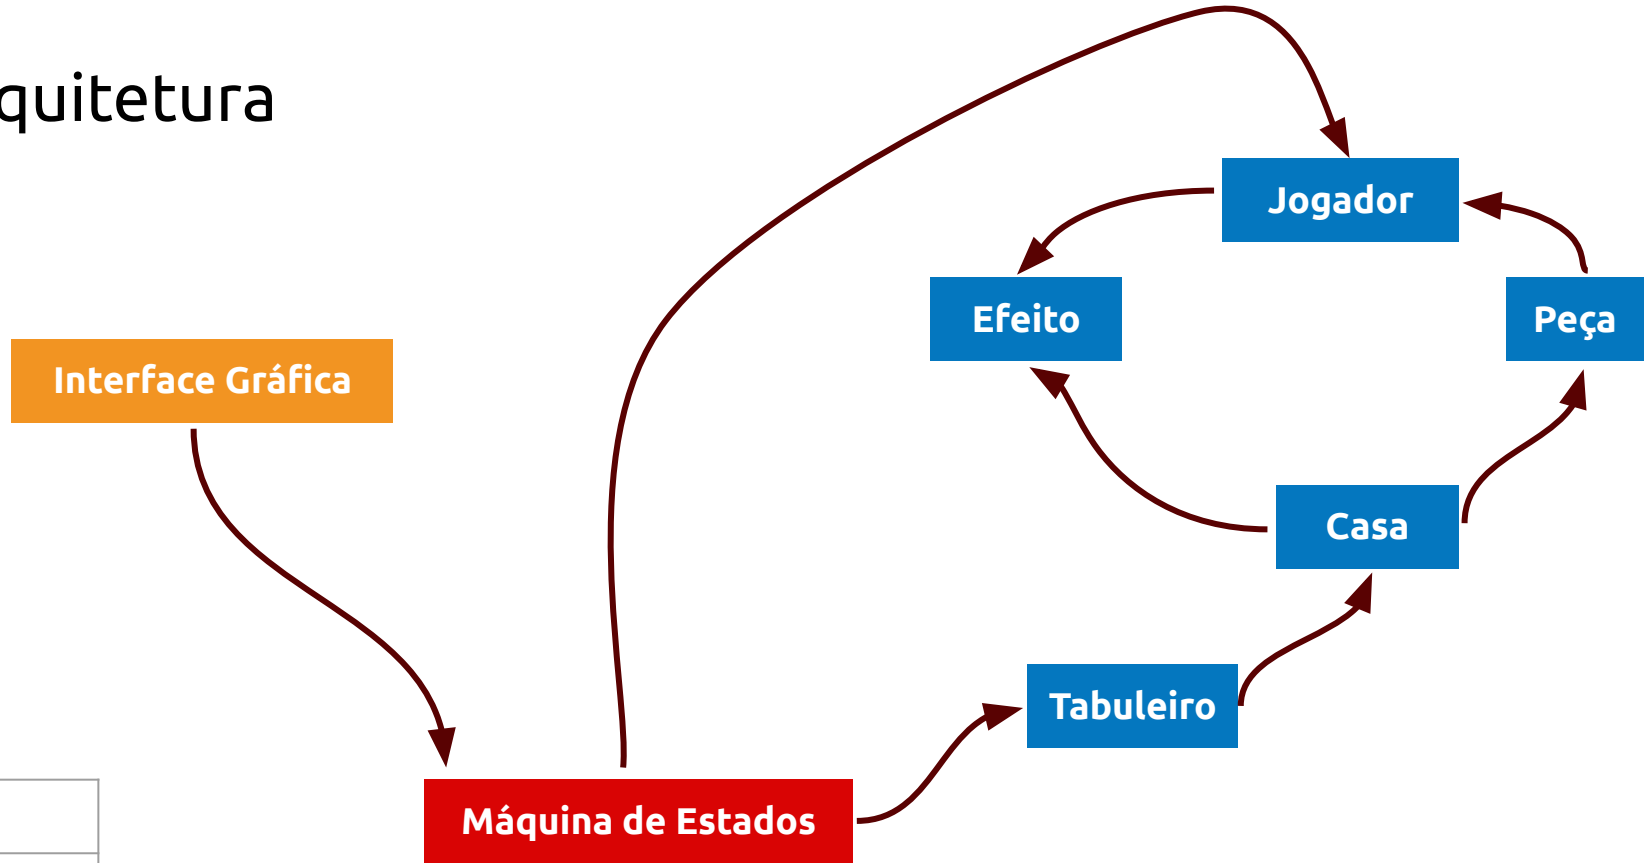 quitetura
Jogador
Efeito
Peça
Interface Gráfica
Casa
Tabuleiro
Máquina de Estados